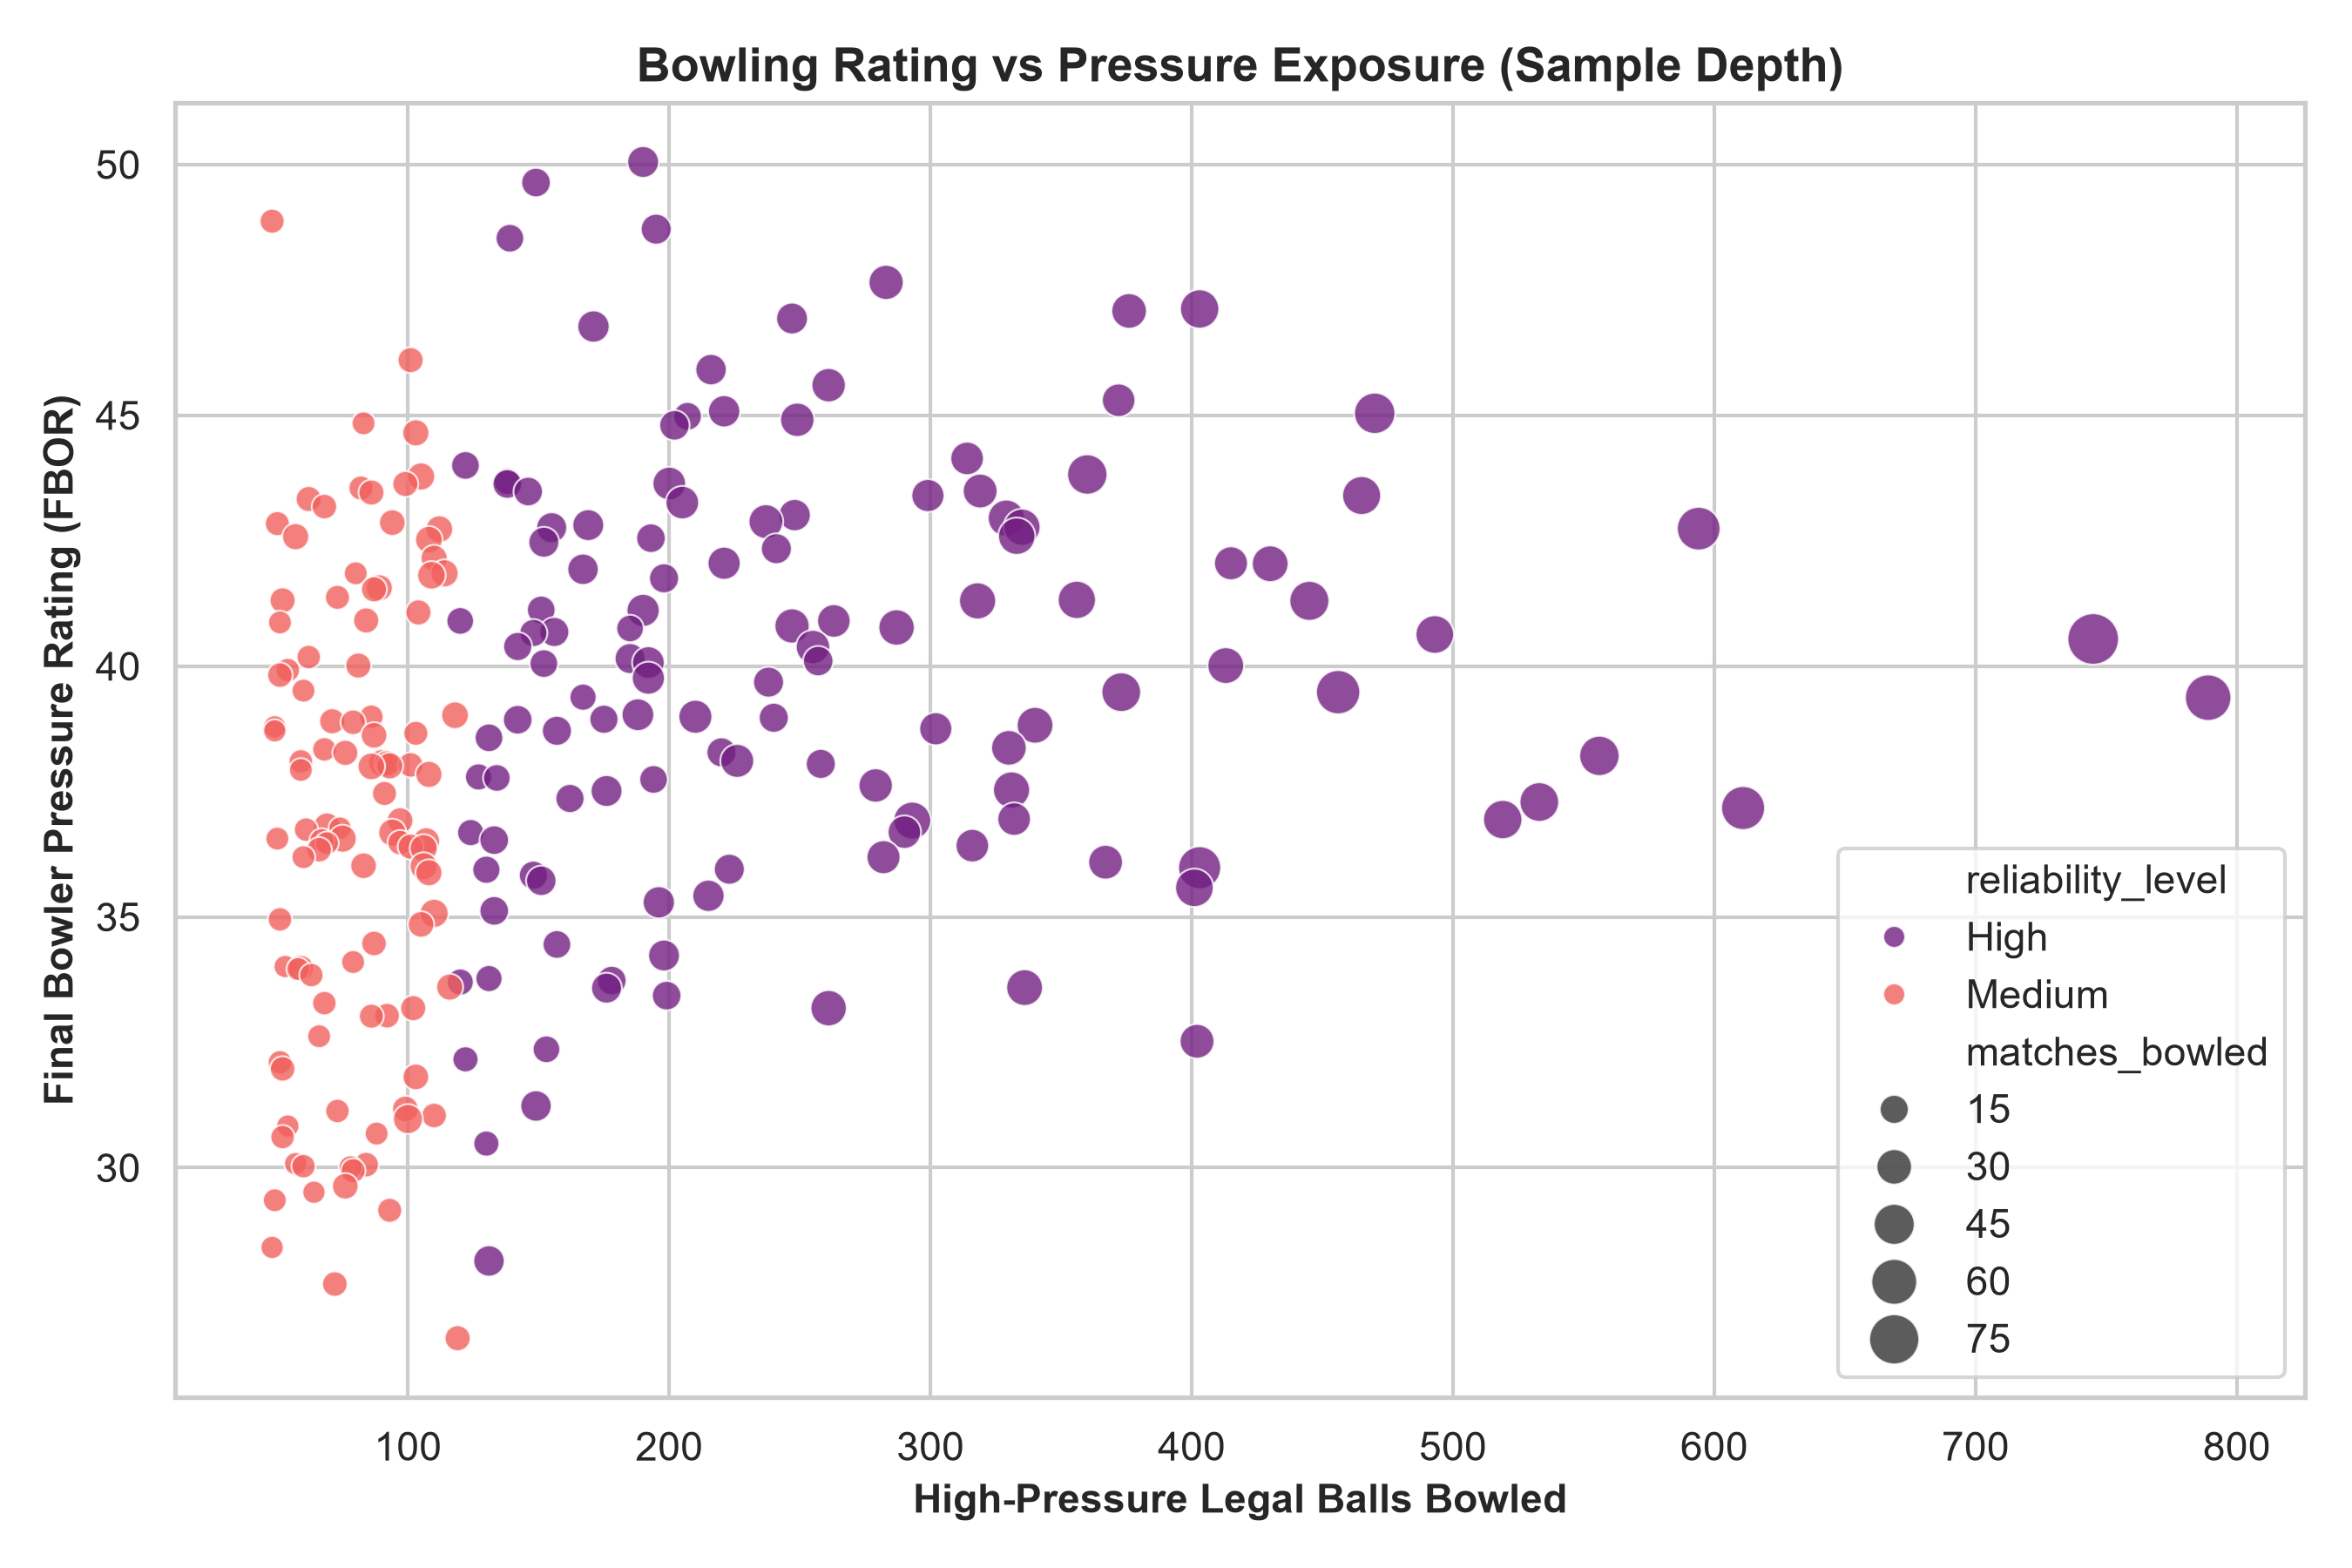 Bowling Rating vs Pressure Exposure (Sample Depth)
Final Bowler Pressure Rating (FBOR)
50
45
40
35
30
reliability_level
High
Medium
matches_bowled
15
30
45
60
75
100 200 300 400 500 600 700 800
High-Pressure Legal Balls Bowled